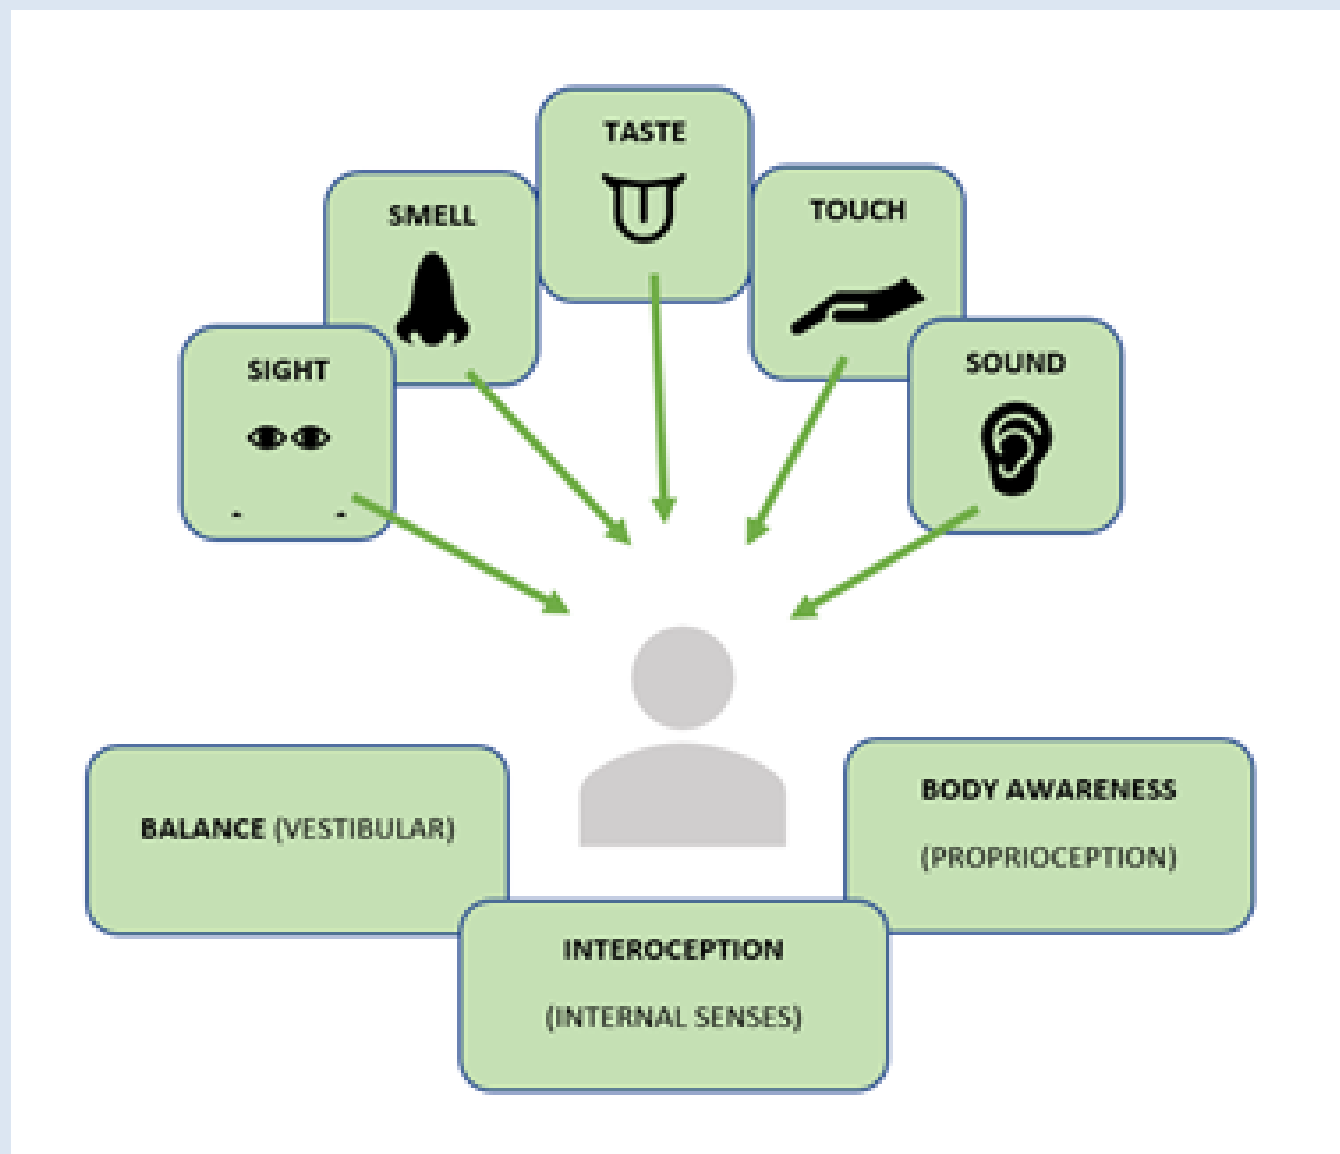 TASTE
SMELL
TOUCH
SIGHT
SOUND
BALANCE (VESTIBULAR)
BODY AWARENESS
(PROPRIOCEPTION)
INTEROCEPTION
(INTERNAL SENSES)